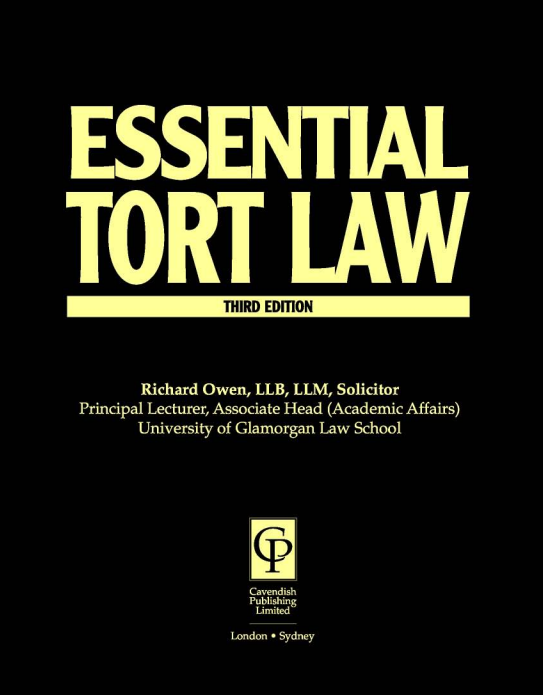 ESSENTIAL
TORT LAW
THIRD EDITION
Richard Owen, LLB, LLM, Solicitor
Principal Lecturer, Associate Head (Academic Affairs)
University of Glamorgan Law School
CP
Cavendish
Publishing
Limited
London • Sydney